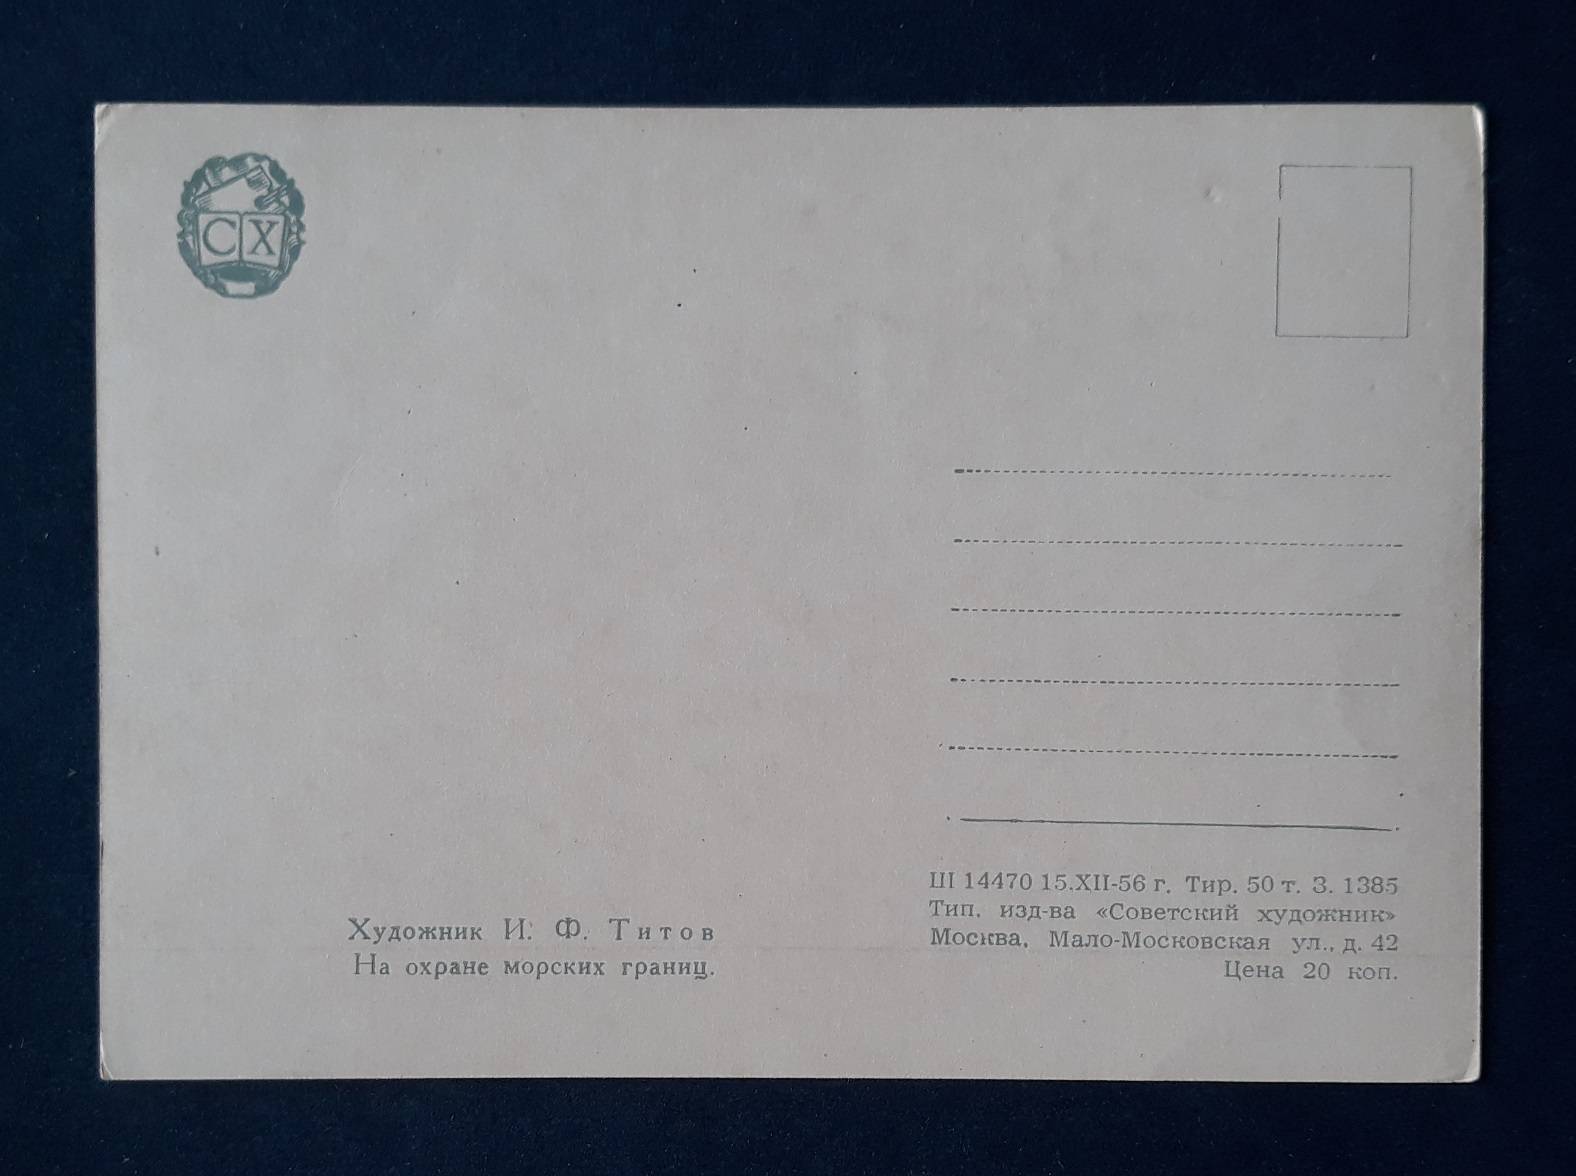 СХ
Художник И. Ф. Титов
На охране морских границ.
Ш 14470 15.XII-56 г. Тир. 50 т. З. 1385
Тип. изд-ва «Советский художник»
Москва, Мало-Московская ул., д. 42
Цена 20 коп.